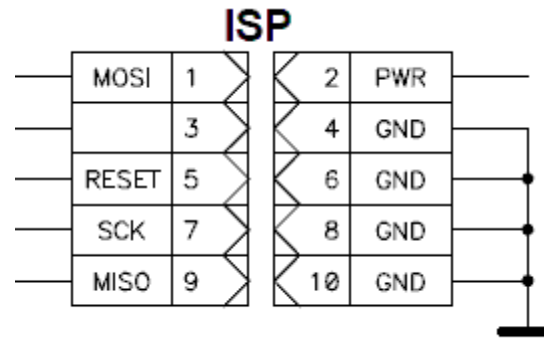 ISP
MOSI 1 2 PWR
3 4 GND
RESET 5 6 GND
SCK 7 8 GND
MISO 9 10 GND